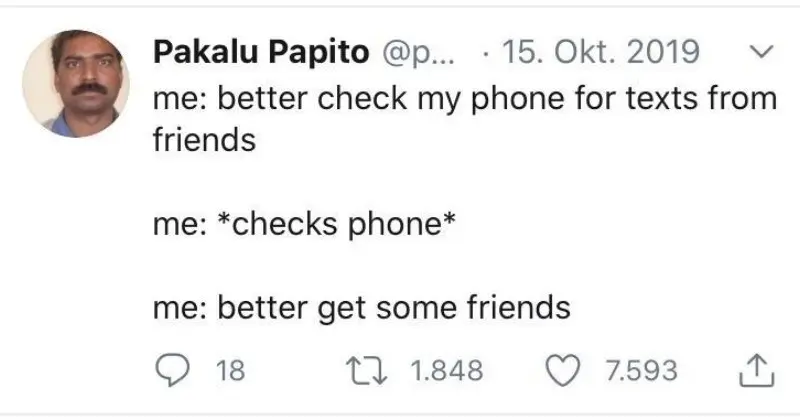 Pakalu Papito @p... · 15. Okt. 2019
me: better check my phone for texts from
friends
me: *checks phone*
me: better get some friends
18 1.848 7.593